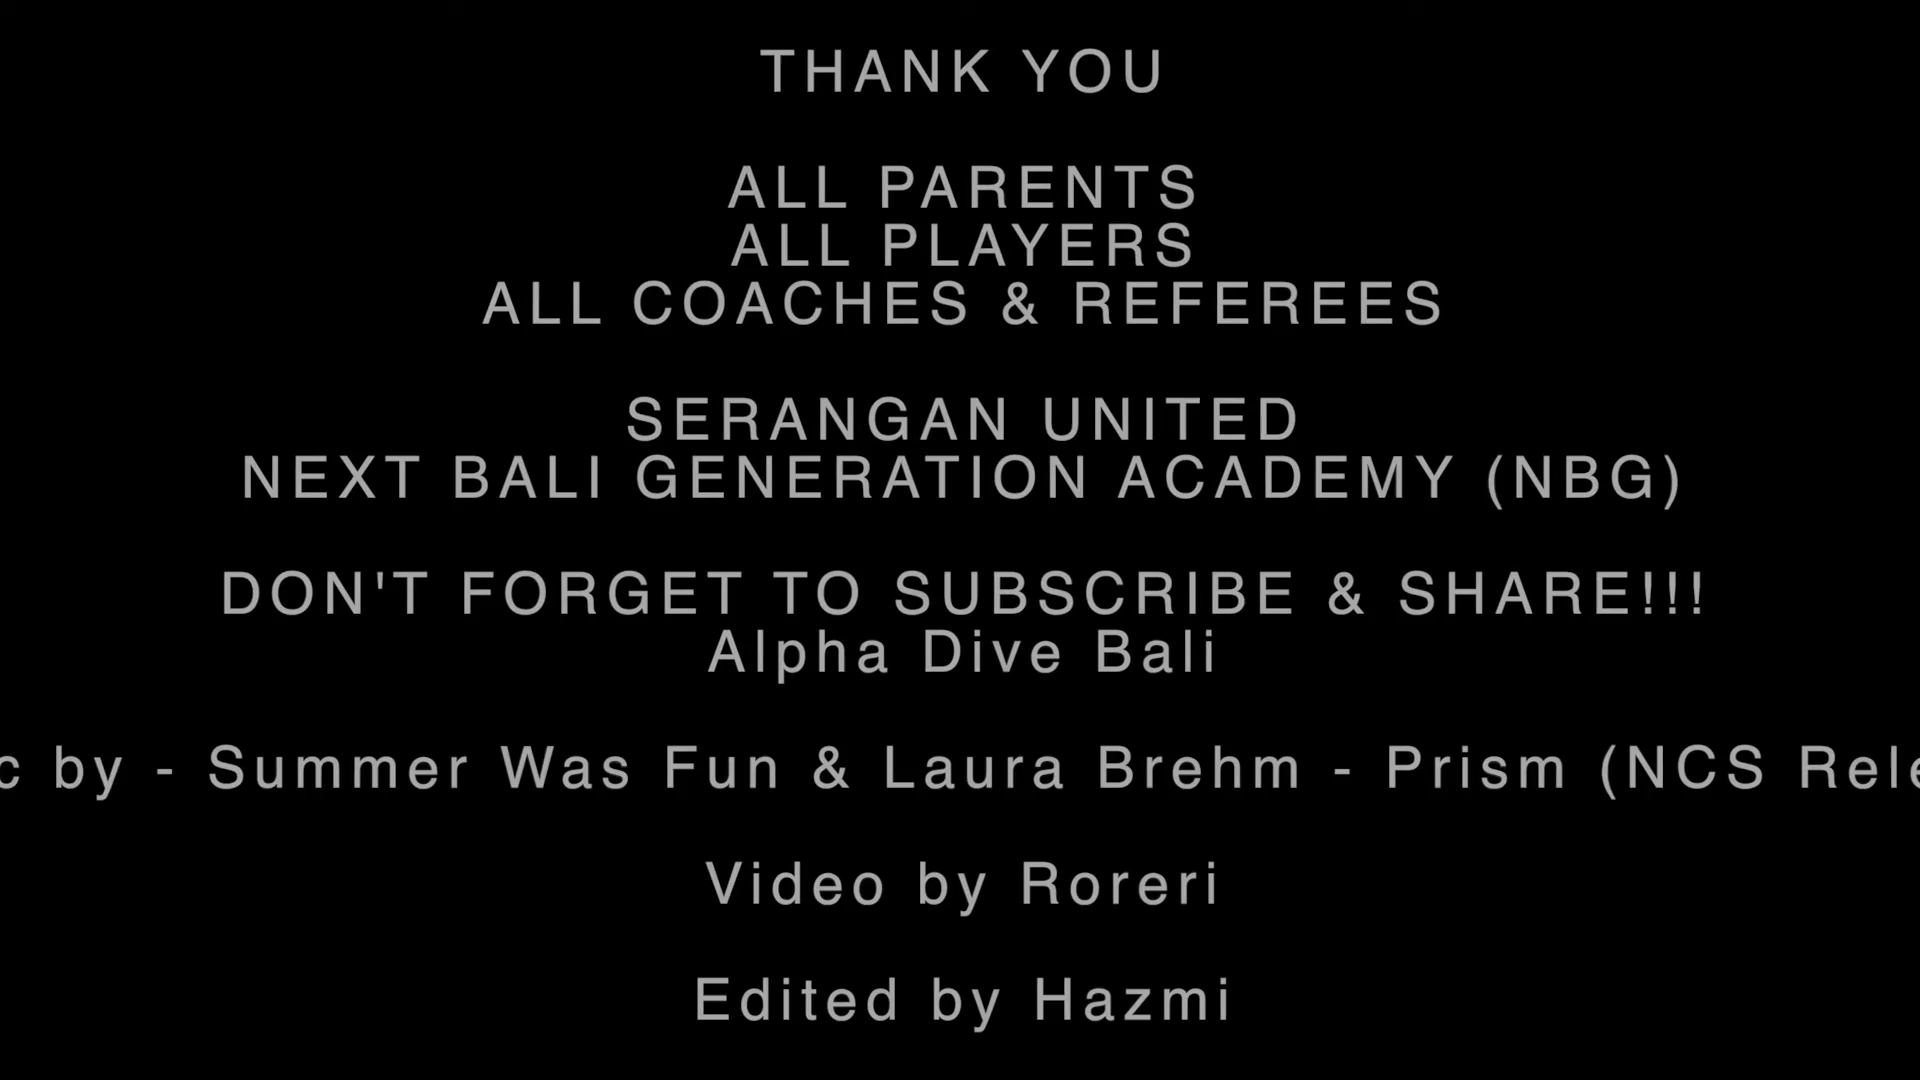 THANK YOU
ALL PARENTS
ALL PLAYERS
ALL COACHES & REFEREES
SERANGAN UNITED
NEXT BALI GENERATION ACADEMY (NBG)
DON'T FORGET TO SUBSCRIBE & SHARE!!!
Alpha Dive Bali
c by - Summer Was Fun & Laura Brehm - Prism (NCS Rele
Video by Roreri
Edited by Hazmi